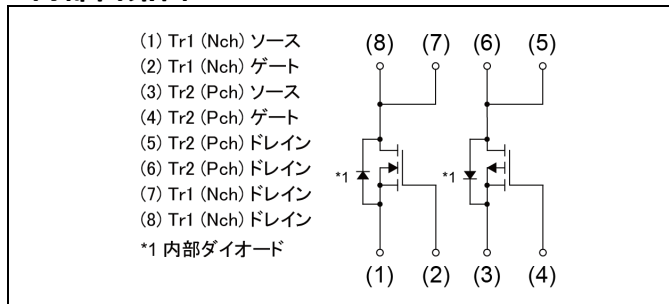 (1) Tr1 (Nch) ソース
(2) Tr1 (Nch) ゲート
(3) Tr2 (Pch) ソース
(4) Tr2 (Pch) ゲート
(5) Tr2 (Pch) ドレイン
(6) Tr2 (Pch) ドレイン
(7) Tr1 (Nch) ドレイン
(8) Tr1 (Nch) ドレイン
*1 内部ダイオード
(8) (7) (6) (5)
*1 *1
(1) (2) (3) (4)